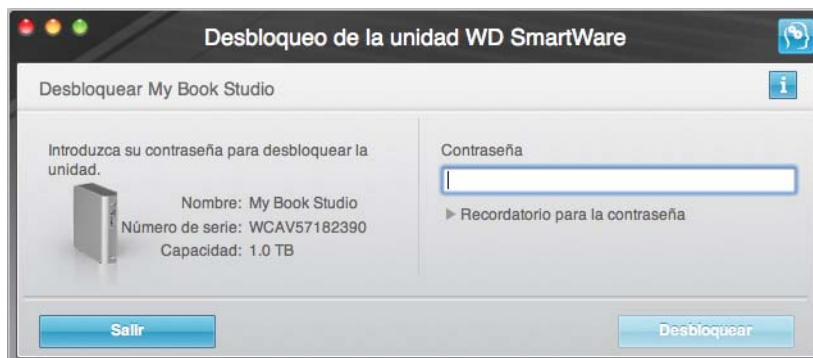 Desbloqueo de la unidad WD SmartWare
Desbloquear My Book Studio
i
Introduzca su contraseña para desbloquear la
unidad.
Nombre: My Book Studio
Número de serie: WCAV57182390
Capacidad: 1.0 TB
Contraseña
Recordatorio para la contraseña
Salir
Desbloquear